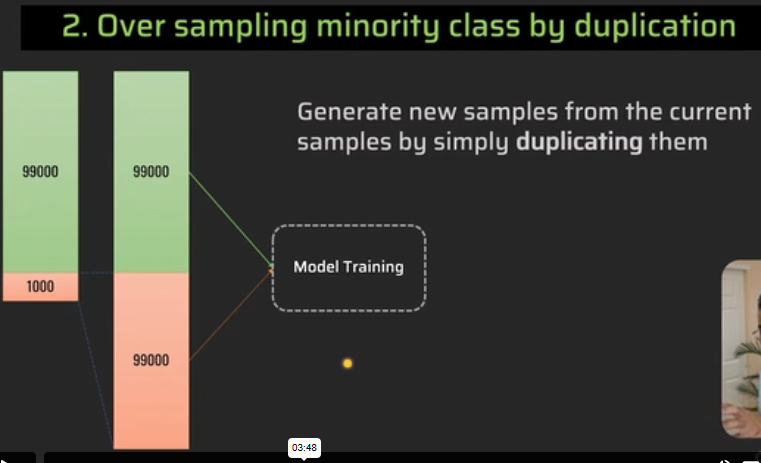 2. Over sampling minority class by duplication
Generate new samples from the current
samples by simply duplicating them
99000
99000
1000
99000
Model Training
03:48